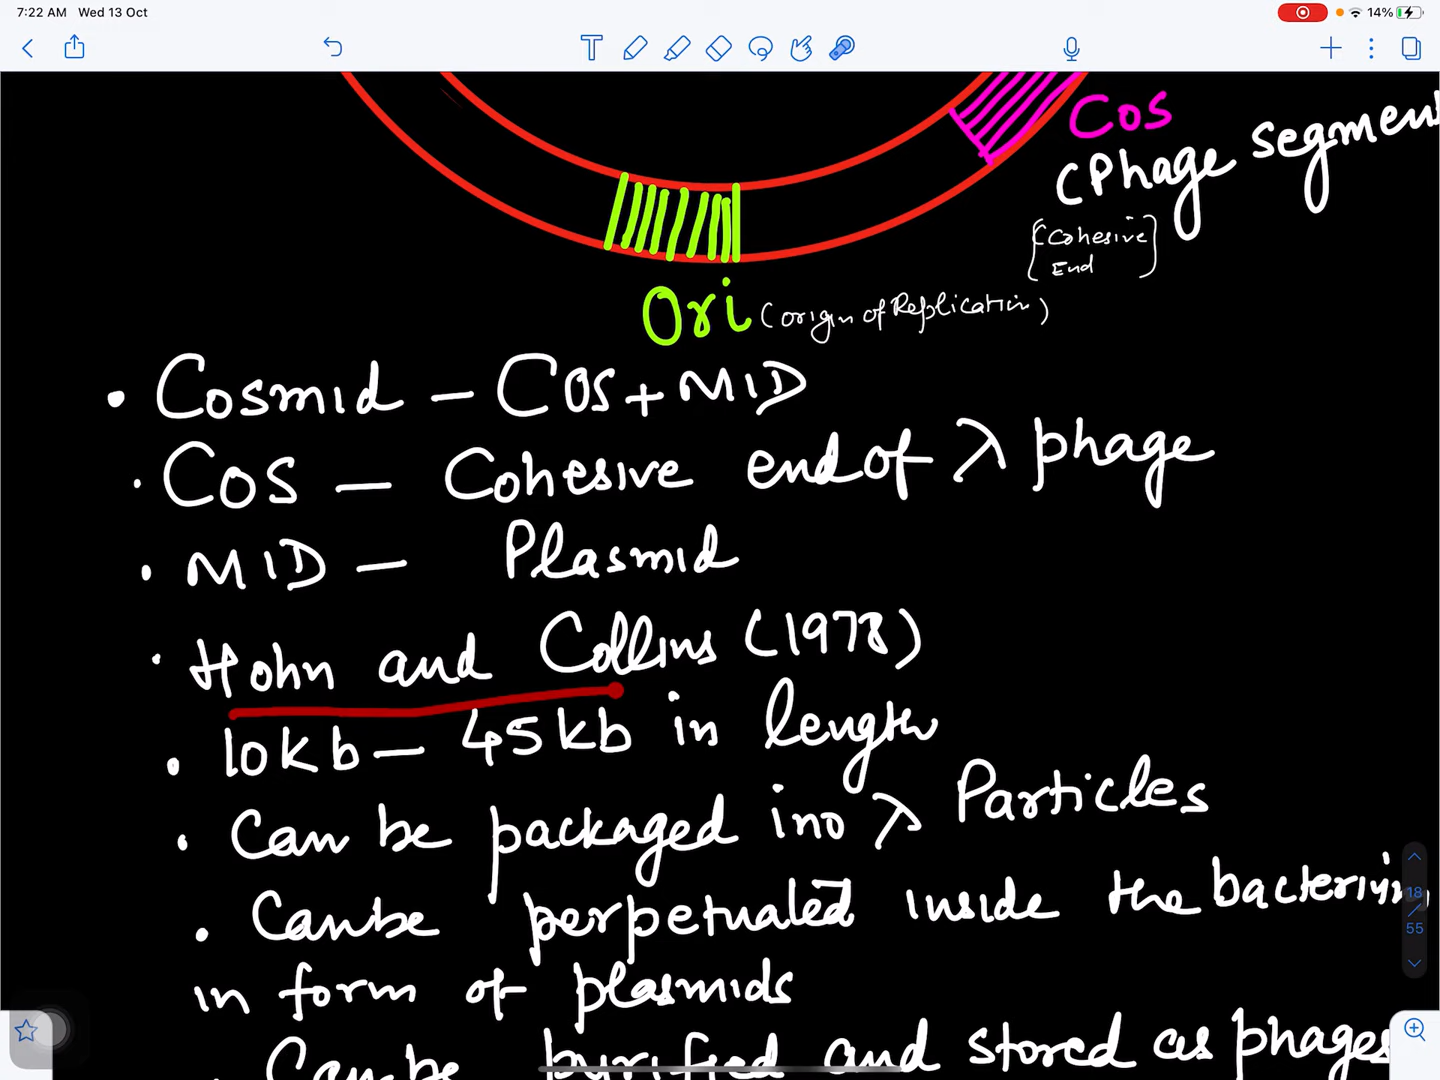 7:22 AM Wed 13 Oct
14%
Cos
(Phage segmen
[Cohesive
End]
Ori (origin of Replication)
• Cosmid – COS+MID
• COS – Cohesive end of λ phage
• MID – Plasmid
• Hohn and Collins (1978)
• 10kb – 45kb in length
• Can be packaged ino λ Particles
• Can be perpetuated inside the bacterium
in form of plasmids
• Can be purified and stored as phages
18
55